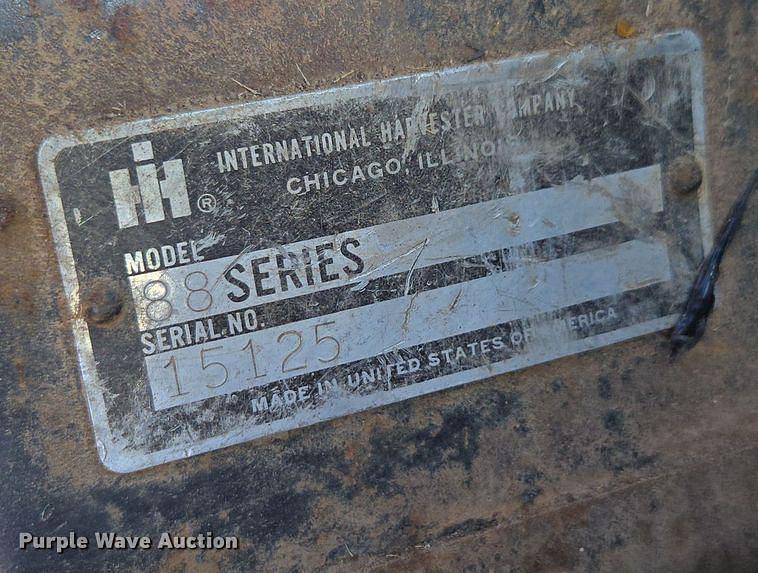 IH ®
INTERNATIONAL HARVESTER COMPANY
CHICAGO, ILLINOIS
MODEL
88 SERIES
SERIAL NO.
15125
MADE IN UNITED STATES OF AMERICA
Purple Wave Auction